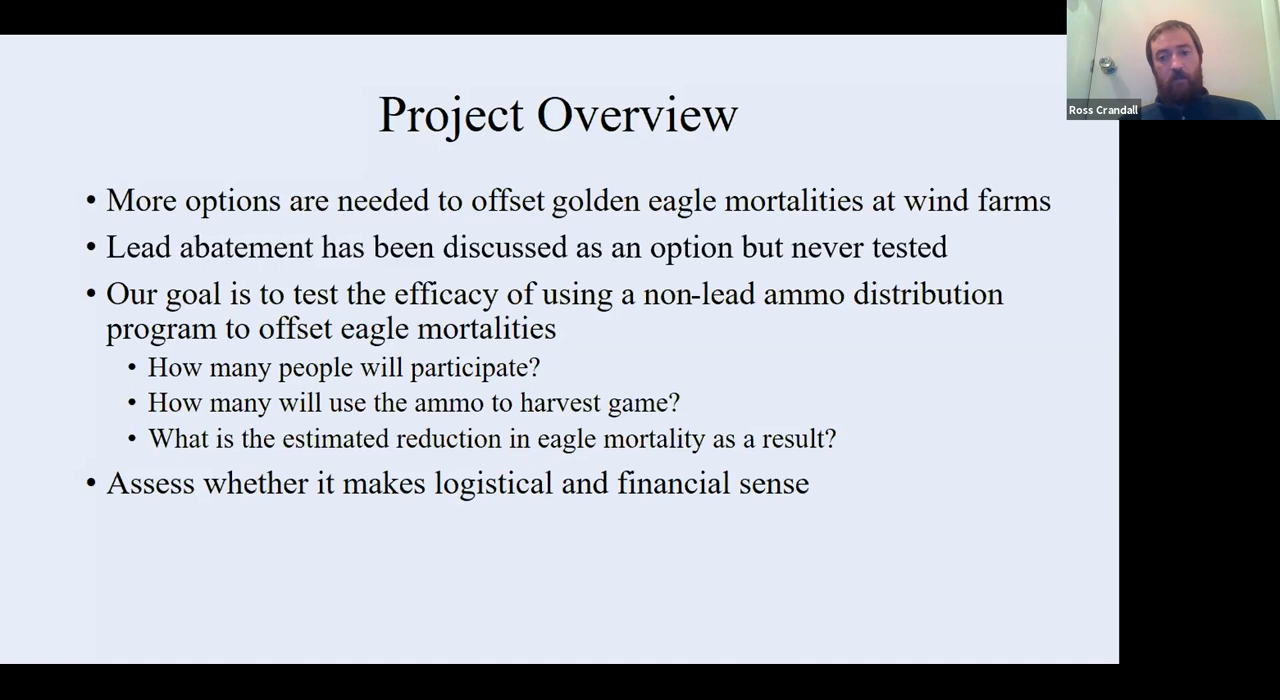 Ross Crandall
Project Overview
• More options are needed to offset golden eagle mortalities at wind farms
• Lead abatement has been discussed as an option but never tested
• Our goal is to test the efficacy of using a non-lead ammo distribution
program to offset eagle mortalities
• How many people will participate?
• How many will use the ammo to harvest game?
• What is the estimated reduction in eagle mortality as a result?
• Assess whether it makes logistical and financial sense